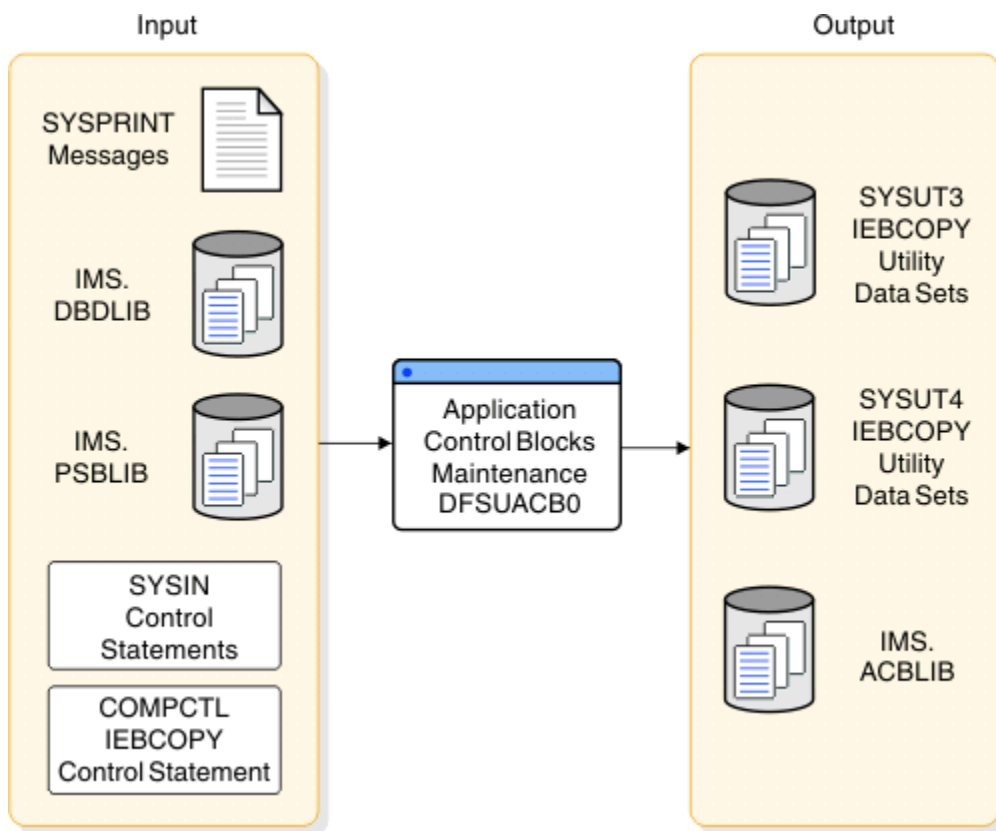 Input
Output
SYSPRINT
Messages
IMS.
DBDLIB
IMS.
PSBLIB
SYSIN
Control
Statements
COMPCTL
IEBCOPY
Control Statement
Application
Control Blocks
Maintenance
DFSUACB0
SYSUT3
IEBCOPY
Utility
Data Sets
SYSUT4
IEBCOPY
Utility
Data Sets
IMS.
ACBLIB